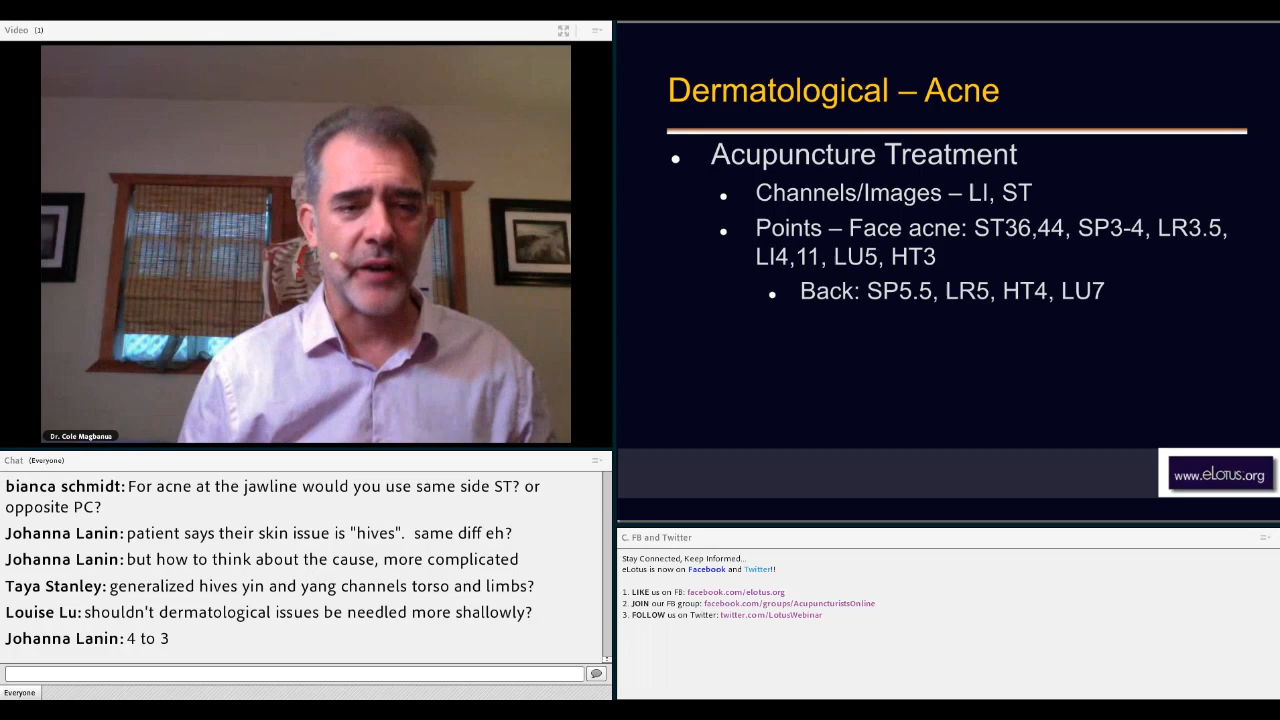 Video (1)
Dr. Cole Magbanua
Dermatological – Acne
Acupuncture Treatment
Channels/Images – LI, ST
Points – Face acne: ST36,44, SP3-4, LR3.5,
LI4,11, LU5, HT3
Back: SP5.5, LR5, HT4, LU7
www.eLotus.org
Chat (Everyone)
bianca schmidt: For acne at the jawline would you use same side ST? or
opposite PC?
Johanna Lanin: patient says their skin issue is "hives".  same diff eh?
Johanna Lanin: but how to think about the cause, more complicated
Taya Stanley: generalized hives yin and yang channels torso and limbs?
Louise Lu: shouldn't dermatological issues be needled more shallowly?
Johanna Lanin: 4 to 3
Everyone
C. FB and Twitter
Stay Connected, Keep Informed...
eLotus is now on Facebook and Twitter!!
1. LIKE us on FB: facebook.com/elotus.org
2. JOIN our FB group: facebook.com/groups/AcupuncturistsOnline
3. FOLLOW us on Twitter: twitter.com/LotusWebinar